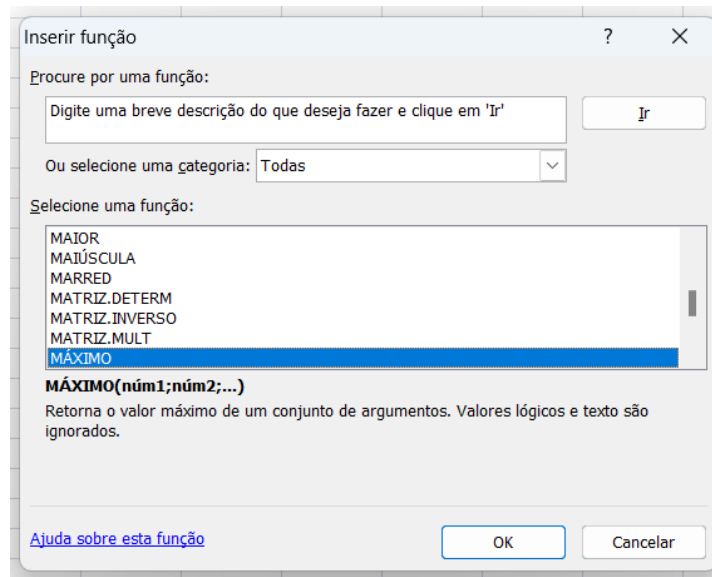 Inserir função
?
Procure por uma função:
Digite uma breve descrição do que deseja fazer e clique em 'Ir'
Ir
Ou selecione uma categoria: Todas
Selecione uma função:
MAIOR
MAIÚSCULA
MARRED
MATRIZ.DETERM
MATRIZ.INVERSO
MATRIZ.MULT
MÁXIMO
MÁXIMO(núm1;núm2;...)
Retorna o valor máximo de um conjunto de argumentos. Valores lógicos e texto são
ignorados.
Ajuda sobre esta função
OK
Cancelar